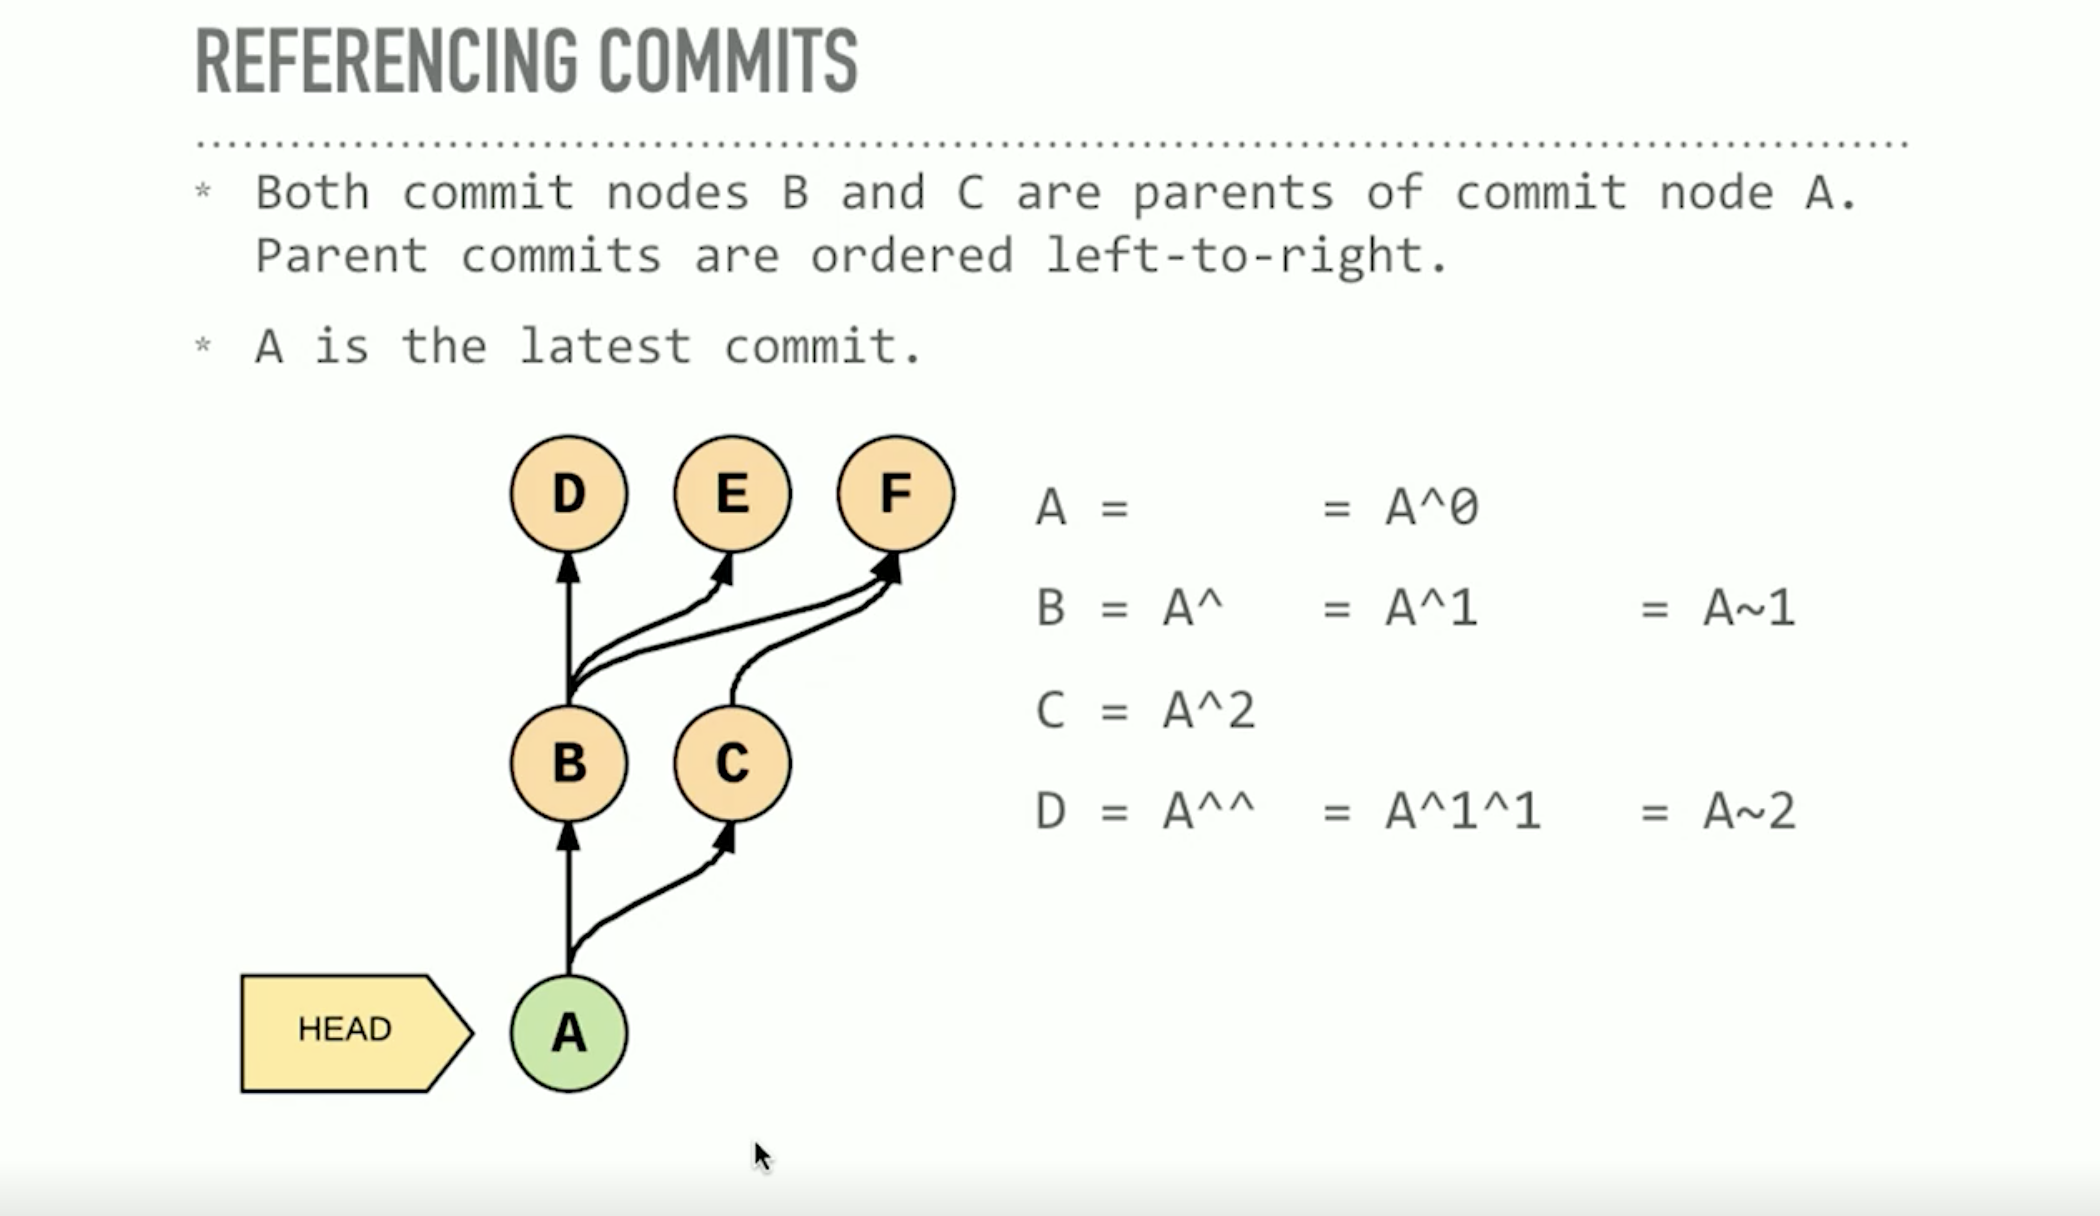 REFERENCING COMMITS
* Both commit nodes B and C are parents of commit node A.
Parent commits are ordered left-to-right.
* A is the latest commit.
D E F
A = = A^0
B = A^ = A^1 = A~1
C = A^2
D = A^^ = A^1^1 = A~2
B C
HEAD A